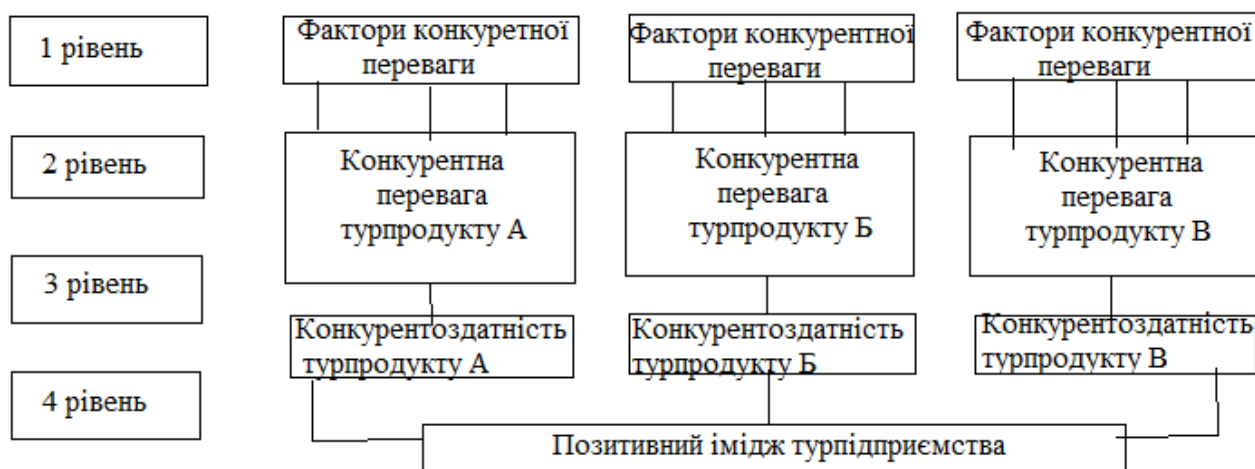 1 рівень
Фактори конкуретної
переваги
Фактори конкурентної
переваги
Фактори конкурентної
переваги
2 рівень
Конкурентна
перевага
турпродукту А
Конкурентна
перевага
турпродукту Б
Конкурентна
перевага
турпродукту В
3 рівень
Конкурентоздатність
турпродукту А
Конкурентоздатність
турпродукту Б
Конкурентоздатність
турпродукту В
4 рівень
Позитивний імідж турпідприємства